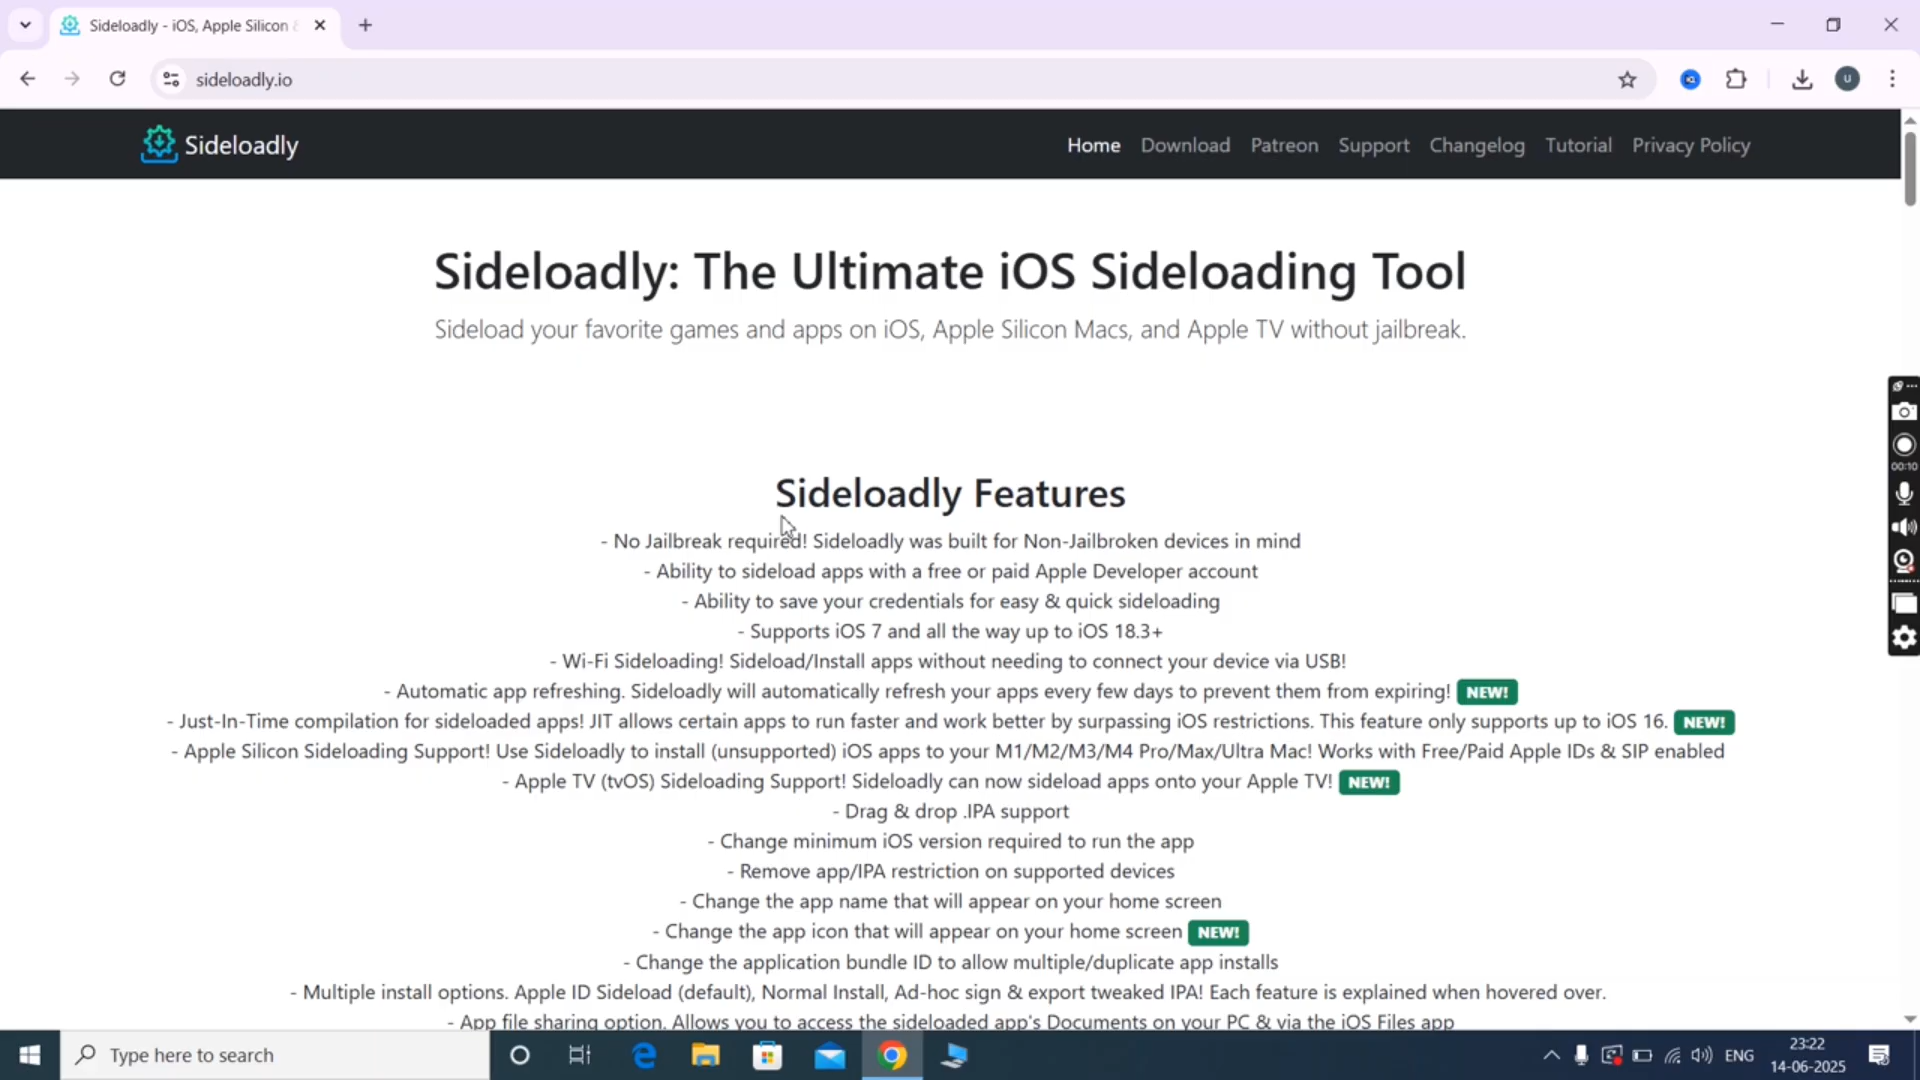 Sideloadly - iOS, Apple Silicon
sideloadly.io
U
Sideloadly
Home Download Patreon Support Changelog Tutorial Privacy Policy
Sideloadly: The Ultimate iOS Sideloading Tool
Sideload your favorite games and apps on iOS, Apple Silicon Macs, and Apple TV without jailbreak.
Sideloadly Features
- No Jailbreak required! Sideloadly was built for Non-Jailbroken devices in mind
- Ability to sideload apps with a free or paid Apple Developer account
- Ability to save your credentials for easy & quick sideloading
- Supports iOS 7 and all the way up to iOS 18.3+
- Wi-Fi Sideloading! Sideload/Install apps without needing to connect your device via USB!
- Automatic app refreshing. Sideloadly will automatically refresh your apps every few days to prevent them from expiring! NEW!
- Just-In-Time compilation for sideloaded apps! JIT allows certain apps to run faster and work better by surpassing iOS restrictions. This feature only supports up to iOS 16. NEW!
- Apple Silicon Sideloading Support! Use Sideloadly to install (unsupported) iOS apps to your M1/M2/M3/M4 Pro/Max/Ultra Mac! Works with Free/Paid Apple IDs & SIP enabled
- Apple TV (tvOS) Sideloading Support! Sideloadly can now sideload apps onto your Apple TV! NEW!
- Drag & drop .IPA support
- Change minimum iOS version required to run the app
- Remove app/IPA restriction on supported devices
- Change the app name that will appear on your home screen
- Change the app icon that will appear on your home screen NEW!
- Change the application bundle ID to allow multiple/duplicate app installs
- Multiple install options. Apple ID Sideload (default), Normal Install, Ad-hoc sign & export tweaked IPA! Each feature is explained when hovered over.
- App file sharing option. Allows you to access the sideloaded app's Documents on your PC & via the iOS Files app
00:10
Type here to search
ENG
23:22
14-06-2025